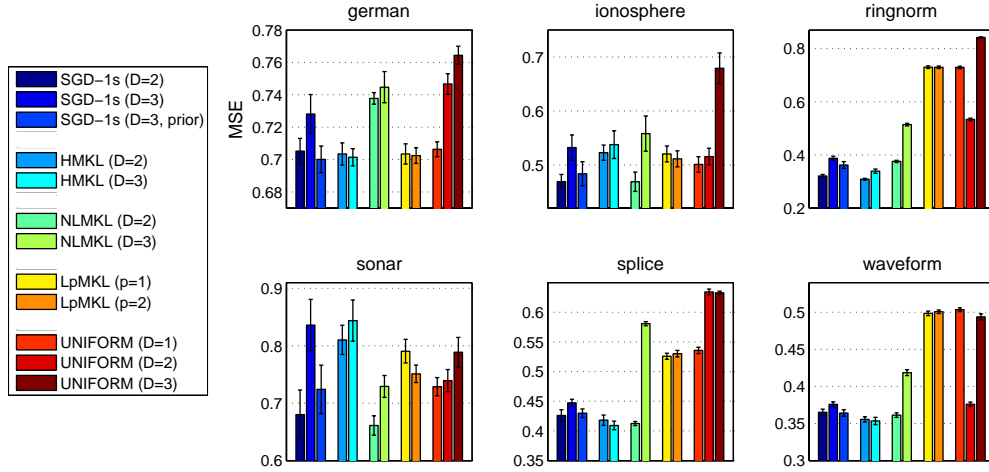 SGD−1s (D=2)
SGD−1s (D=3)
SGD−1s (D=3, prior)
HMKL (D=2)
HMKL (D=3)
NLMKL (D=2)
NLMKL (D=3)
LpMKL (p=1)
LpMKL (p=2)
UNIFORM (D=1)
UNIFORM (D=2)
UNIFORM (D=3)
german
MSE
0.78
0.76
0.74
0.72
0.7
0.68
ionosphere
0.7
0.6
0.5
ringnorm
0.8
0.6
0.4
0.2
sonar
0.9
0.8
0.7
0.6
splice
0.65
0.6
0.55
0.5
0.45
0.4
0.35
waveform
0.5
0.45
0.4
0.35
0.3